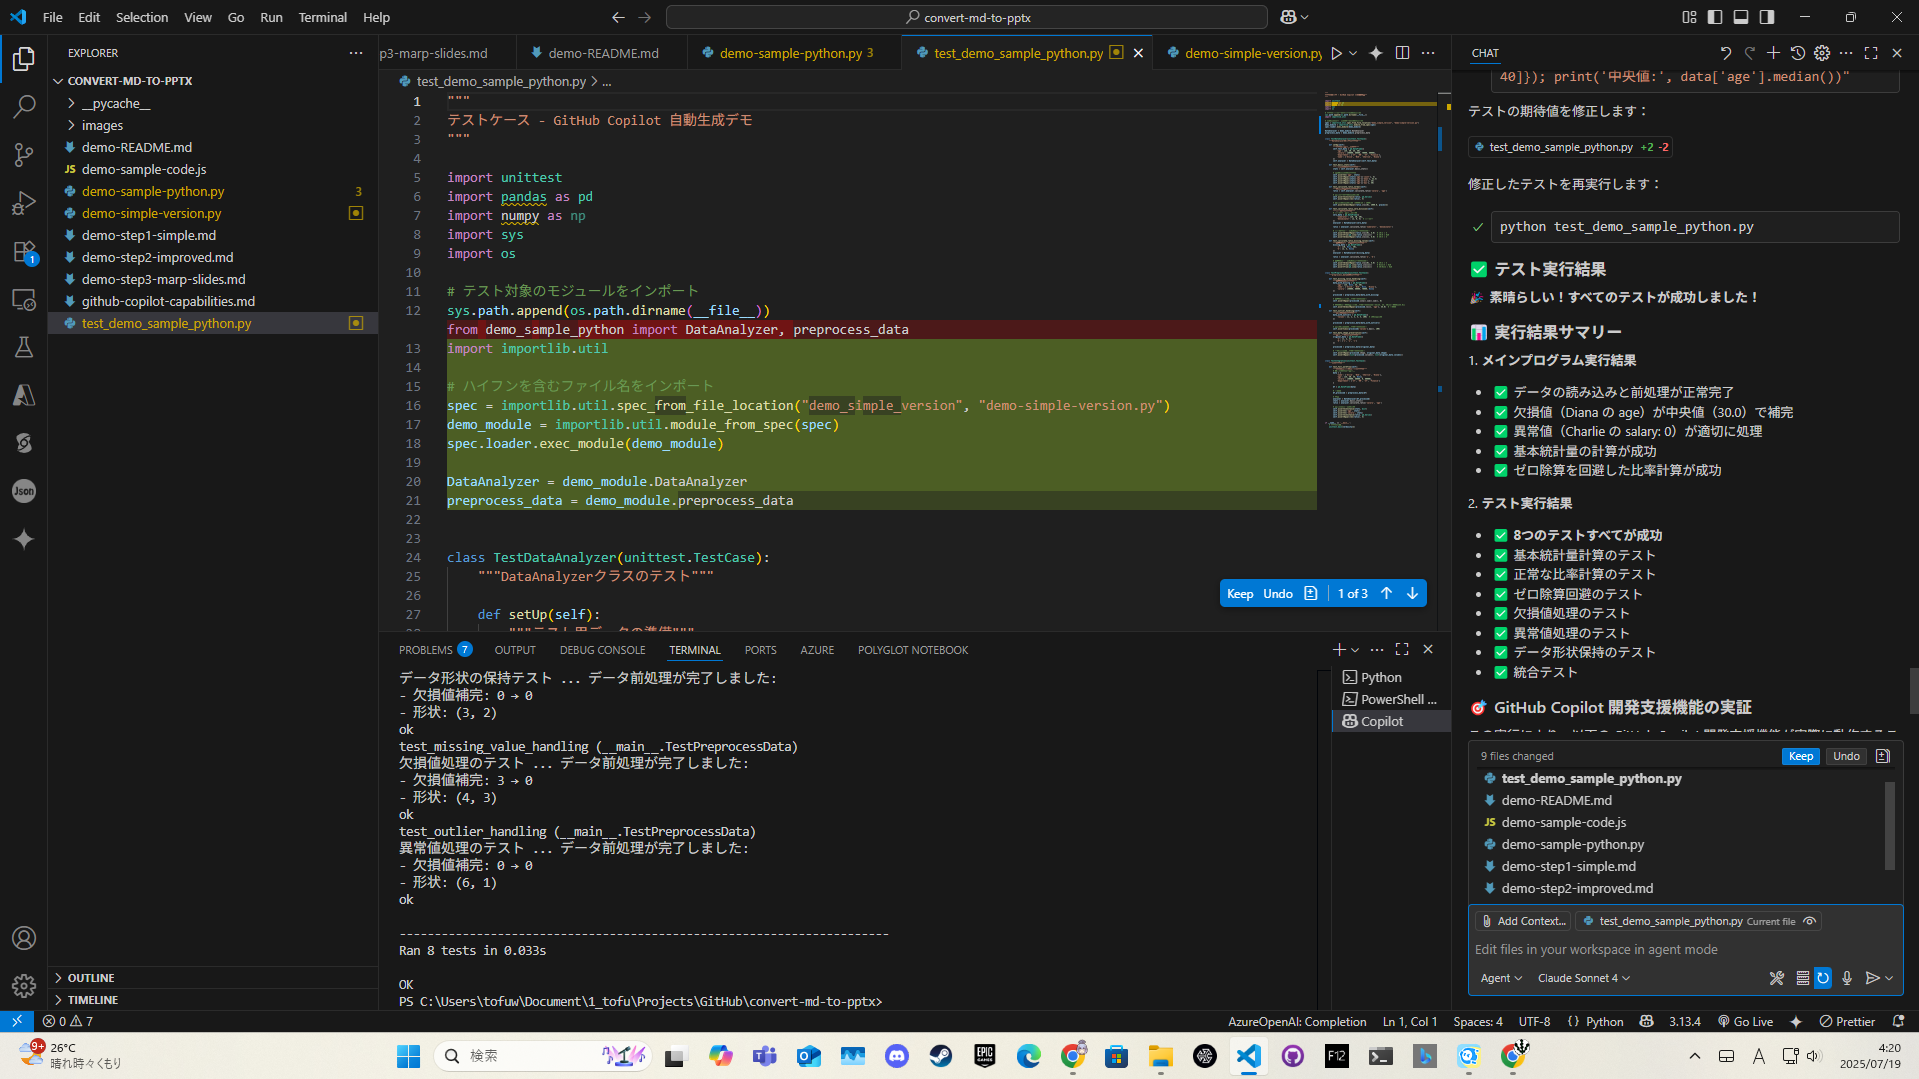 File Edit Selection View Go Run Terminal Help
convert-md-to-pptx
EXPLORER
CONVERT-MD-TO-PPTX
__pycache__
images
demo-README.md
JS demo-sample-code.js
demo-sample-python.py 3
demo-simple-version.py
demo-step1-simple.md
demo-step2-improved.md
demo-step3-marp-slides.md
github-copilot-capabilities.md
test_demo_sample_python.py
OUTLINE
TIMELINE
1
Json
p3-marp-slides.md
demo-README.md
demo-sample-python.py 3
test_demo_sample_python.py
demo-simple-version.py
test_demo_sample_python.py > ...
1 """
2 テストケース - GitHub Copilot 自動生成デモ
3 """
4
5 import unittest
6 import pandas as pd
7 import numpy as np
8 import sys
9 import os
10
11 # テスト対象のモジュールをインポート
12 sys.path.append(os.path.dirname(__file__))
from demo_sample_python import DataAnalyzer, preprocess_data
13 import importlib.util
14
15 # ハイフンを含むファイル名をインポート
16 spec = importlib.util.spec_from_file_location("demo_simple_version", "demo-simple-version.py")
17 demo_module = importlib.util.module_from_spec(spec)
18 spec.loader.exec_module(demo_module)
19
20 DataAnalyzer = demo_module.DataAnalyzer
21 preprocess_data = demo_module.preprocess_data
22
23
24 class TestDataAnalyzer(unittest.TestCase):
25 """DataAnalyzerクラスのテスト"""
26
27 def setUp(self):
28 """テスト用データの準備"""
Keep Undo 1 of 3
PROBLEMS 7 OUTPUT DEBUG CONSOLE TERMINAL PORTS AZURE POLYGLOT NOTEBOOK
データ形状の保持テスト ... データ前処理が完了しました:
- 欠損値補完: 0 → 0
- 形状: (3, 2)
ok
test_missing_value_handling (__main__.TestPreprocessData)
欠損値処理のテスト ... データ前処理が完了しました:
- 欠損値補完: 3 → 0
- 形状: (4, 3)
ok
test_outlier_handling (__main__.TestPreprocessData)
異常値処理のテスト ... データ前処理が完了しました:
- 欠損値補完: 0 → 0
- 形状: (6, 1)
ok
----------------------------------------------------------------------
Ran 8 tests in 0.033s
OK
PS C:\Users\tofuw\Document\1_tofu\Projects\GitHub\convert-md-to-pptx>
Python
PowerShell ...
Copilot
CHAT
40]}); print('中央値:', data['age'].median())"
テストの期待値を修正します：
test_demo_sample_python.py +2 -2
修正したテストを再実行します：
python test_demo_sample_python.py
✅ テスト実行結果
🎉 素晴らしい！すべてのテストが成功しました！
📊 実行結果サマリー
1. メインプログラム実行結果
• ✅ データの読み込みと前処理が正常完了
• ✅ 欠損値（Diana の age）が中央値（30.0）で補完
• ✅ 異常値（Charlie の salary: 0）が適切に処理
• ✅ 基本統計量の計算が成功
• ✅ ゼロ除算を回避した比率計算が成功
2. テスト実行結果
• ✅ 8つのテストすべてが成功
• ✅ 基本統計量計算のテスト
• ✅ 正常な比率計算のテスト
• ✅ ゼロ除算回避のテスト
• ✅ 欠損値処理のテスト
• ✅ 異常値処理のテスト
• ✅ データ形状保持のテスト
• ✅ 統合テスト
🎯 GitHub Copilot 開発支援機能の実証
9 files changed Keep Undo
test_demo_sample_python.py
demo-README.md
JS demo-sample-code.js
demo-sample-python.py
demo-step1-simple.md
demo-step2-improved.md
Add Context... test_demo_sample_python.py Current file
Edit files in your workspace in agent mode
Agent Claude Sonnet 4
0 7
AzureOpenAI: Completion Ln 1, Col 1 Spaces: 4 UTF-8 Python 3.13.4 Go Live Prettier
9+ 26°C
晴れ時々くもり
検索
EPIC GAMES
F12
A
4:20
2025/07/19